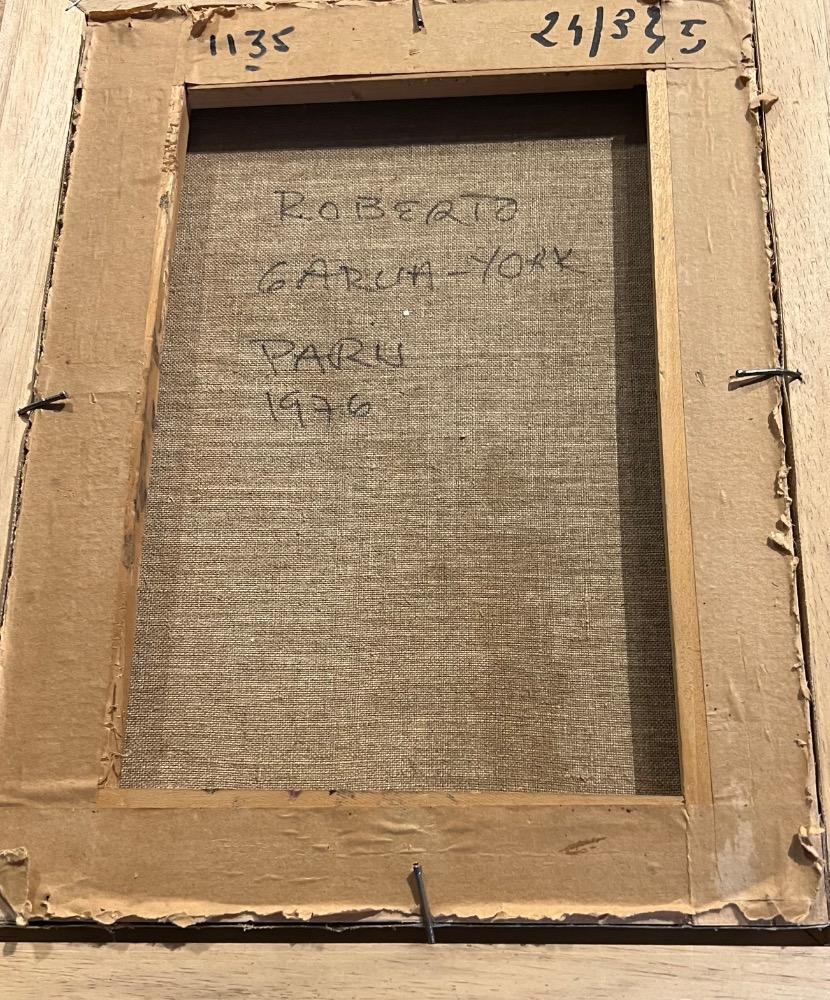 1135
24/33,5
ROBERTO
GARCIA-YORK
PARIS
1976